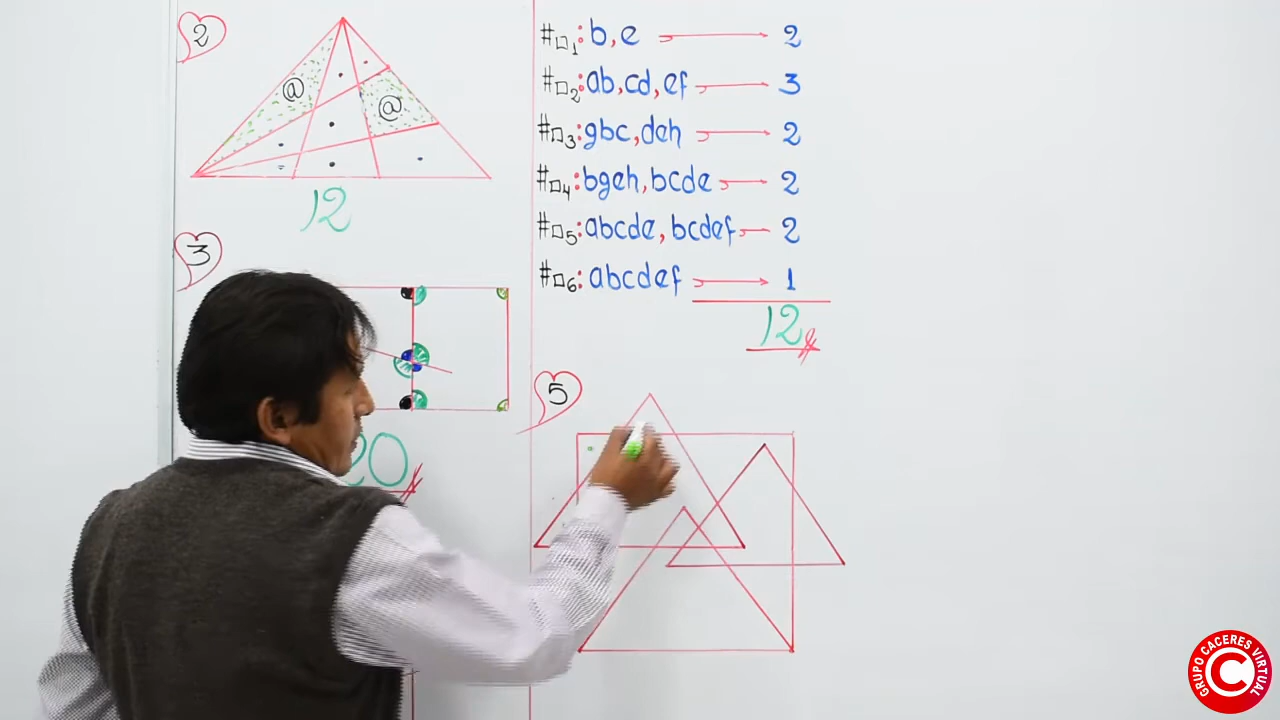 2
@
@
12
3
20
#□1: b, e → 2
#□2: ab, cd, ef → 3
#□3: gbc, deh → 2
#□4: bgeh, bcde → 2
#□5: abcde, bcdef → 2
#□6: abcdef → 1
12
5
GRUPO CACERES VIRTUAL
C